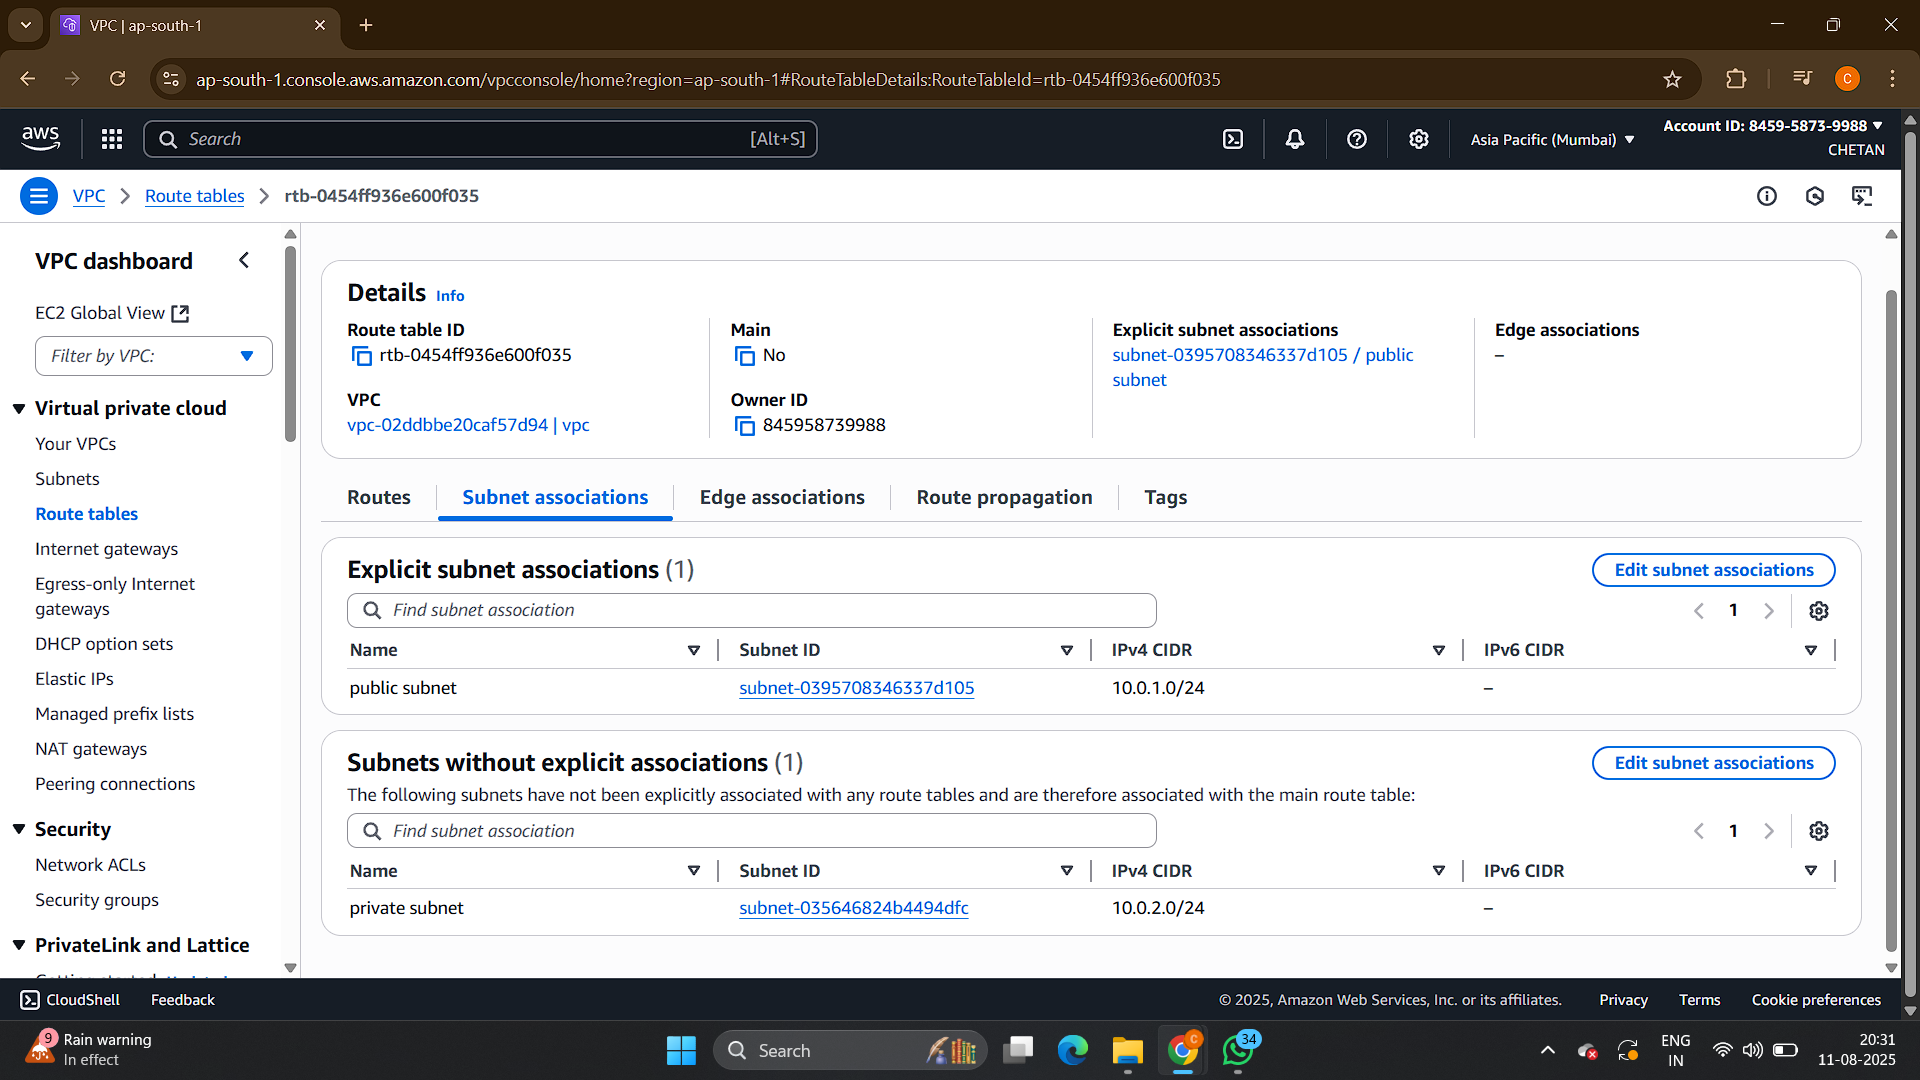 VPC | ap-south-1
ap-south-1.console.aws.amazon.com/vpcconsole/home?region=ap-south-1#RouteTableDetails:RouteTableId=rtb-0454ff936e600f035
C
aws
Search
[Alt+S]
Asia Pacific (Mumbai)
Account ID: 8459-5873-9988
CHETAN
VPC
Route tables
rtb-0454ff936e600f035
VPC dashboard
EC2 Global View
Filter by VPC:
Virtual private cloud
Your VPCs
Subnets
Route tables
Internet gateways
Egress-only Internet
gateways
DHCP option sets
Elastic IPs
Managed prefix lists
NAT gateways
Peering connections
Security
Network ACLs
Security groups
PrivateLink and Lattice
Details Info
Route table ID
rtb-0454ff936e600f035
VPC
vpc-02ddbbe20caf57d94 | vpc
Main
No
Owner ID
845958739988
Explicit subnet associations
subnet-0395708346337d105 / public
subnet
Edge associations
–
Routes
Subnet associations
Edge associations
Route propagation
Tags
Explicit subnet associations (1)
Edit subnet associations
Find subnet association
1
Name Subnet ID IPv4 CIDR IPv6 CIDR
public subnet subnet-0395708346337d105 10.0.1.0/24 –
Subnets without explicit associations (1)
Edit subnet associations
The following subnets have not been explicitly associated with any route tables and are therefore associated with the main route table:
Find subnet association
1
Name Subnet ID IPv4 CIDR IPv6 CIDR
private subnet subnet-035646824b4494dfc 10.0.2.0/24 –
CloudShell
Feedback
© 2025, Amazon Web Services, Inc. or its affiliates.
Privacy
Terms
Cookie preferences
9
Rain warning
In effect
Search
C
34
ENG
IN
20:31
11-08-2025